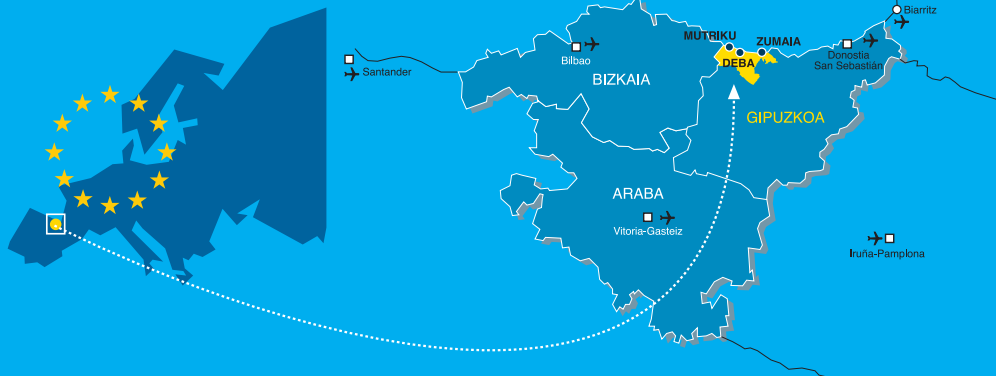 Biarritz
MUTRIKU
ZUMAIA
DEBA
Bilbao
Donostia
San Sebastián
Santander
BIZKAIA
GIPUZKOA
ARABA
Vitoria-Gasteiz
Iruña-Pamplona